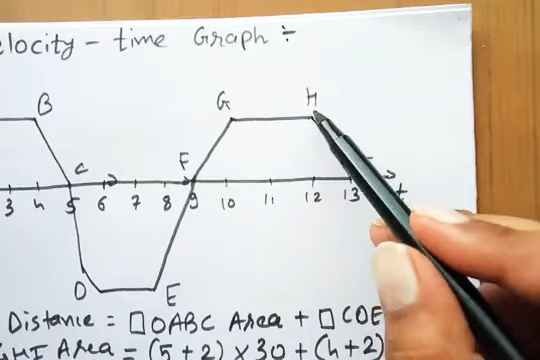 elocity - time Graph ÷
B G H
C F
3 4 5 6 7 8 9 10 11 12 13 t
D E
Distance = □OABC Area + □CDE
GHI Area = (5+2)×30 + (4+2)